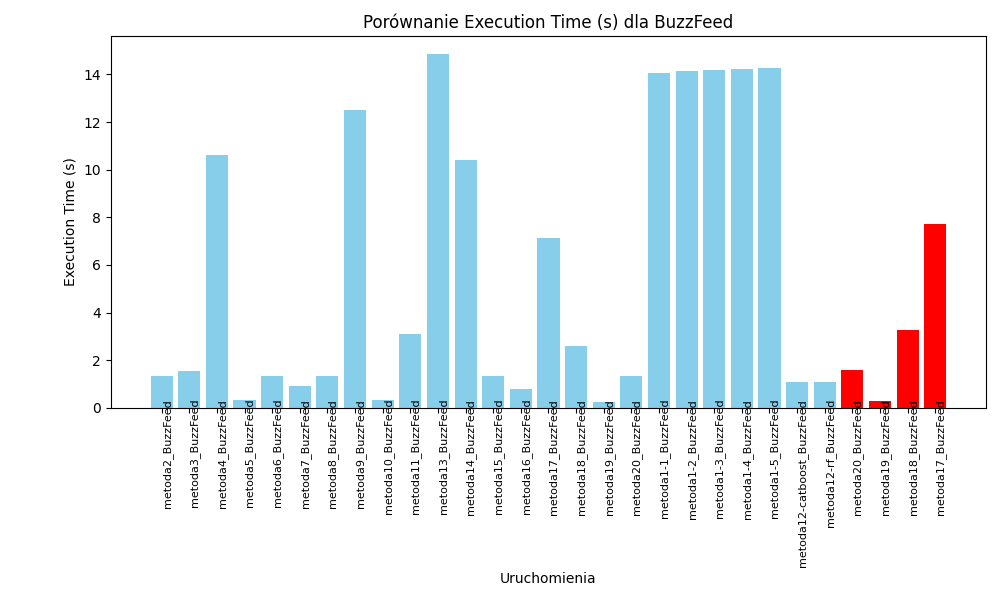 Porównanie Execution Time (s) dla BuzzFeed
Execution Time (s)
14
12
10
8
6
4
2
0
metoda2_BuzzFeed
metoda3_BuzzFeed
metoda4_BuzzFeed
metoda5_BuzzFeed
metoda6_BuzzFeed
metoda7_BuzzFeed
metoda8_BuzzFeed
metoda9_BuzzFeed
metoda10_BuzzFeed
metoda11_BuzzFeed
metoda13_BuzzFeed
metoda14_BuzzFeed
metoda15_BuzzFeed
metoda16_BuzzFeed
metoda17_BuzzFeed
metoda18_BuzzFeed
metoda19_BuzzFeed
metoda20_BuzzFeed
metoda1-1_BuzzFeed
metoda1-2_BuzzFeed
metoda1-3_BuzzFeed
metoda1-4_BuzzFeed
metoda1-5_BuzzFeed
metoda12-catboost_BuzzFeed
metoda12-rf_BuzzFeed
metoda20_BuzzFeed
metoda19_BuzzFeed
metoda18_BuzzFeed
metoda17_BuzzFeed
Uruchomienia